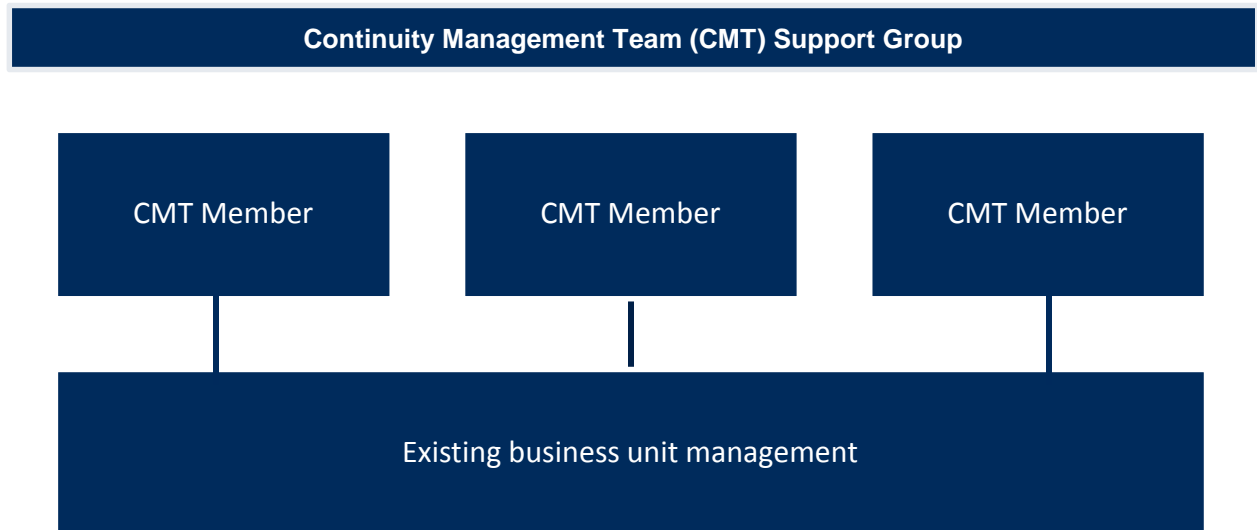 Continuity Management Team (CMT) Support Group
CMT Member
CMT Member
CMT Member
Existing business unit management